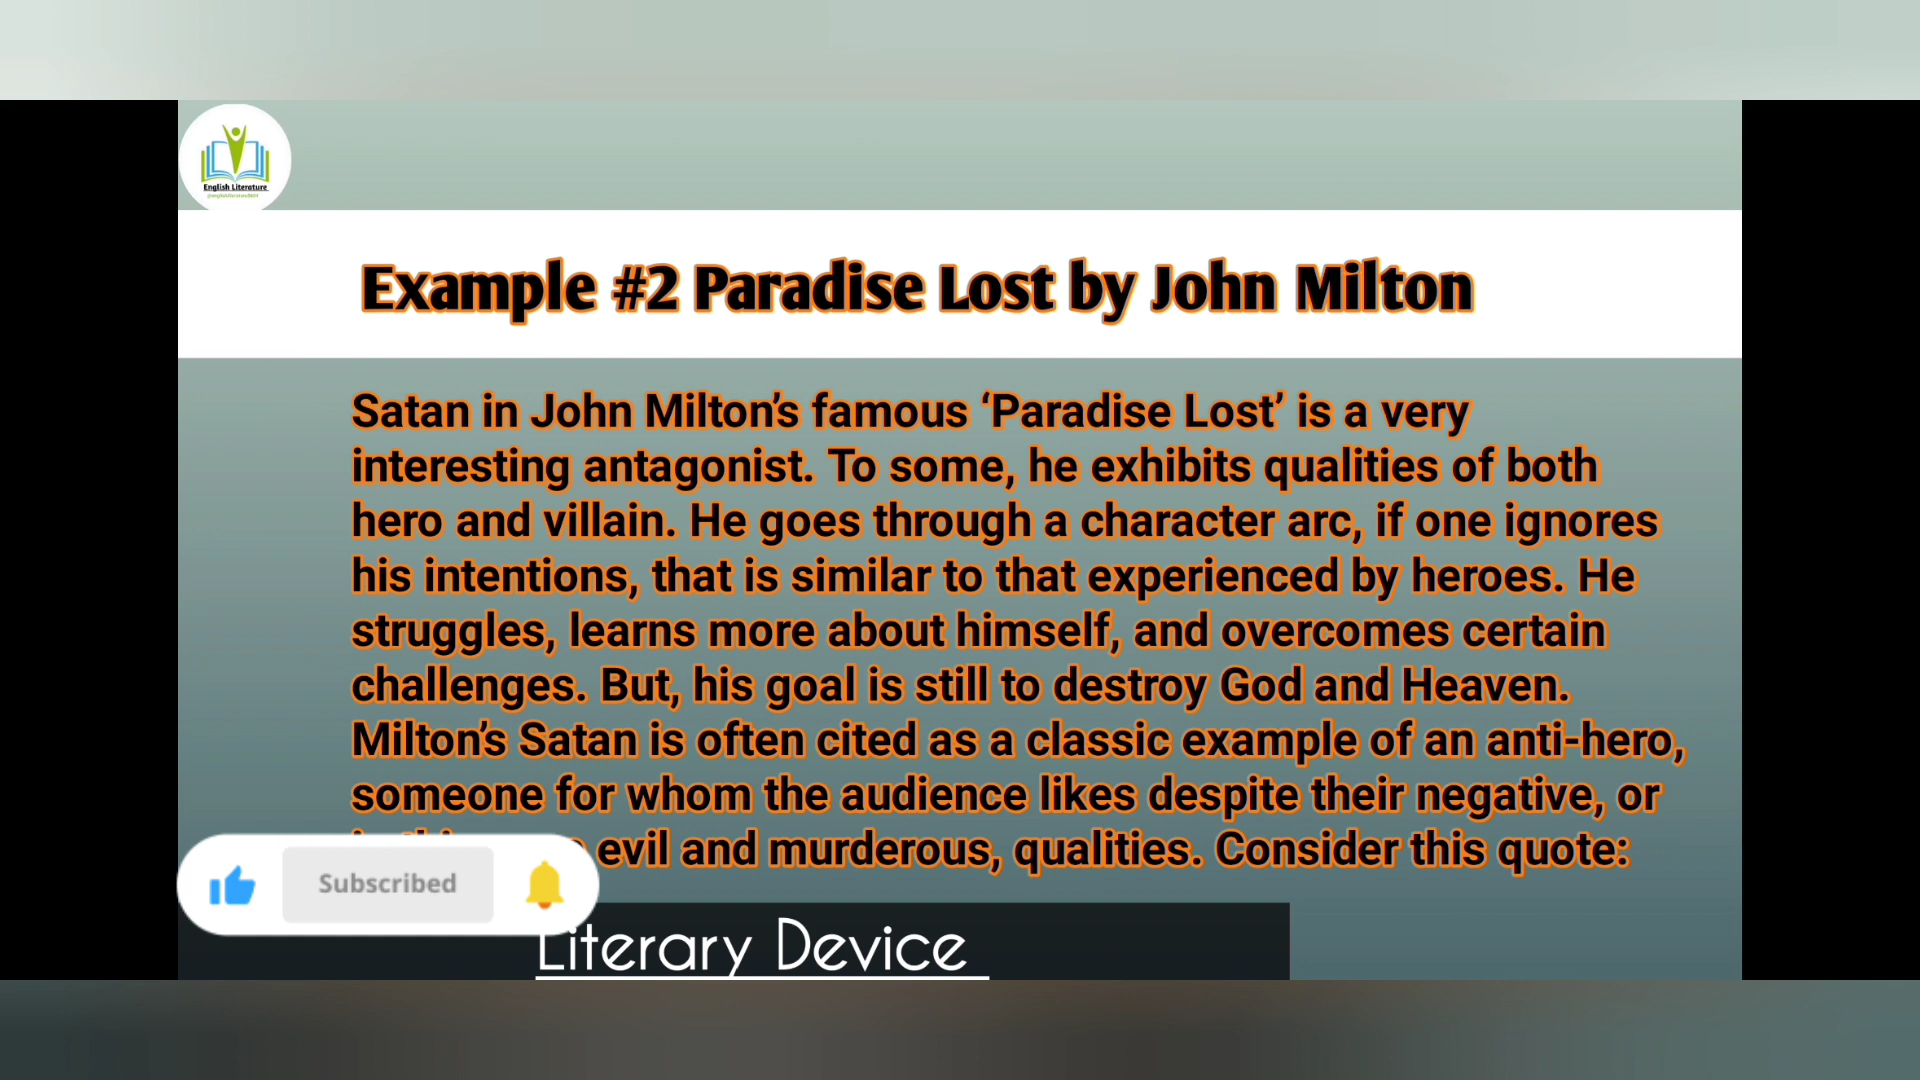 English Literature
Example #2 Paradise Lost by John Milton
Satan in John Milton’s famous ‘Paradise Lost’ is a very
interesting antagonist. To some, he exhibits qualities of both
hero and villain. He goes through a character arc, if one ignores
his intentions, that is similar to that experienced by heroes. He
struggles, learns more about himself, and overcomes certain
challenges. But, his goal is still to destroy God and Heaven.
Milton’s Satan is often cited as a classic example of an anti-hero,
someone for whom the audience likes despite their negative, or
evil and murderous, qualities. Consider this quote:
Subscribed
Literary Device